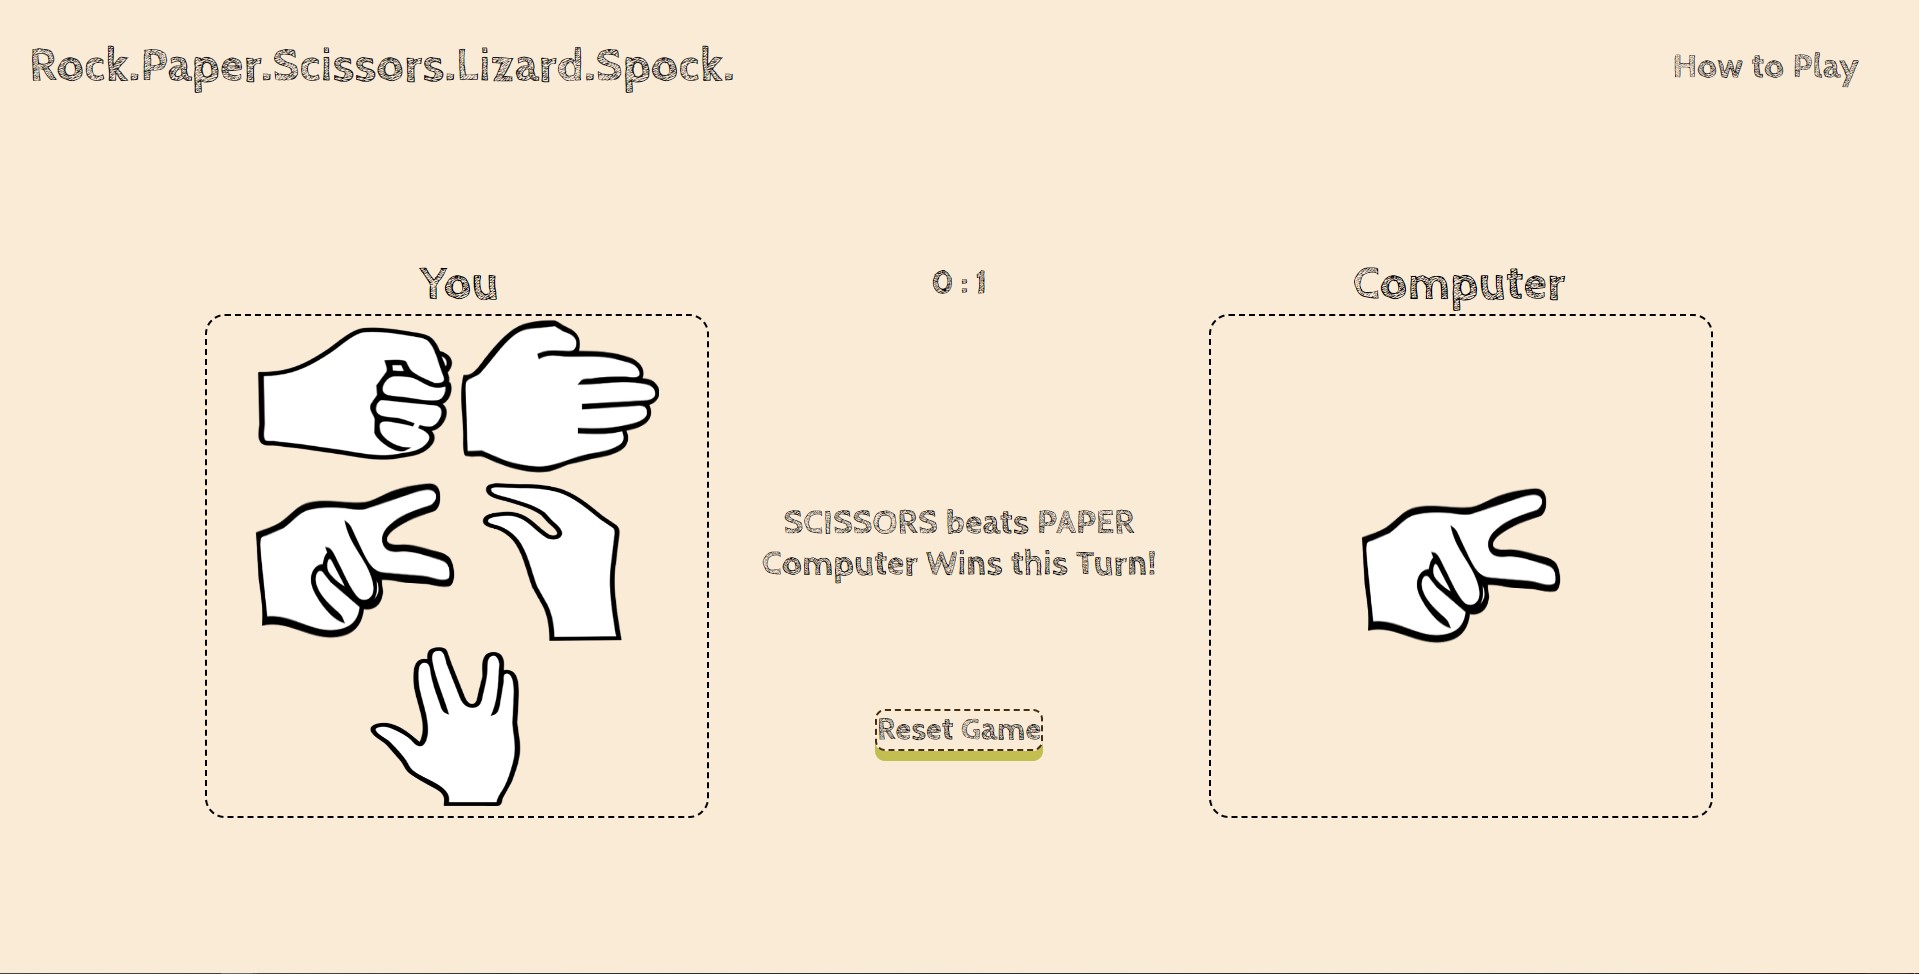 Rock.Paper.Scissors.Lizard.Spock.
How to Play
You
0 : 1
Computer
SCISSORS beats PAPER
Computer Wins this Turn!
Reset Game